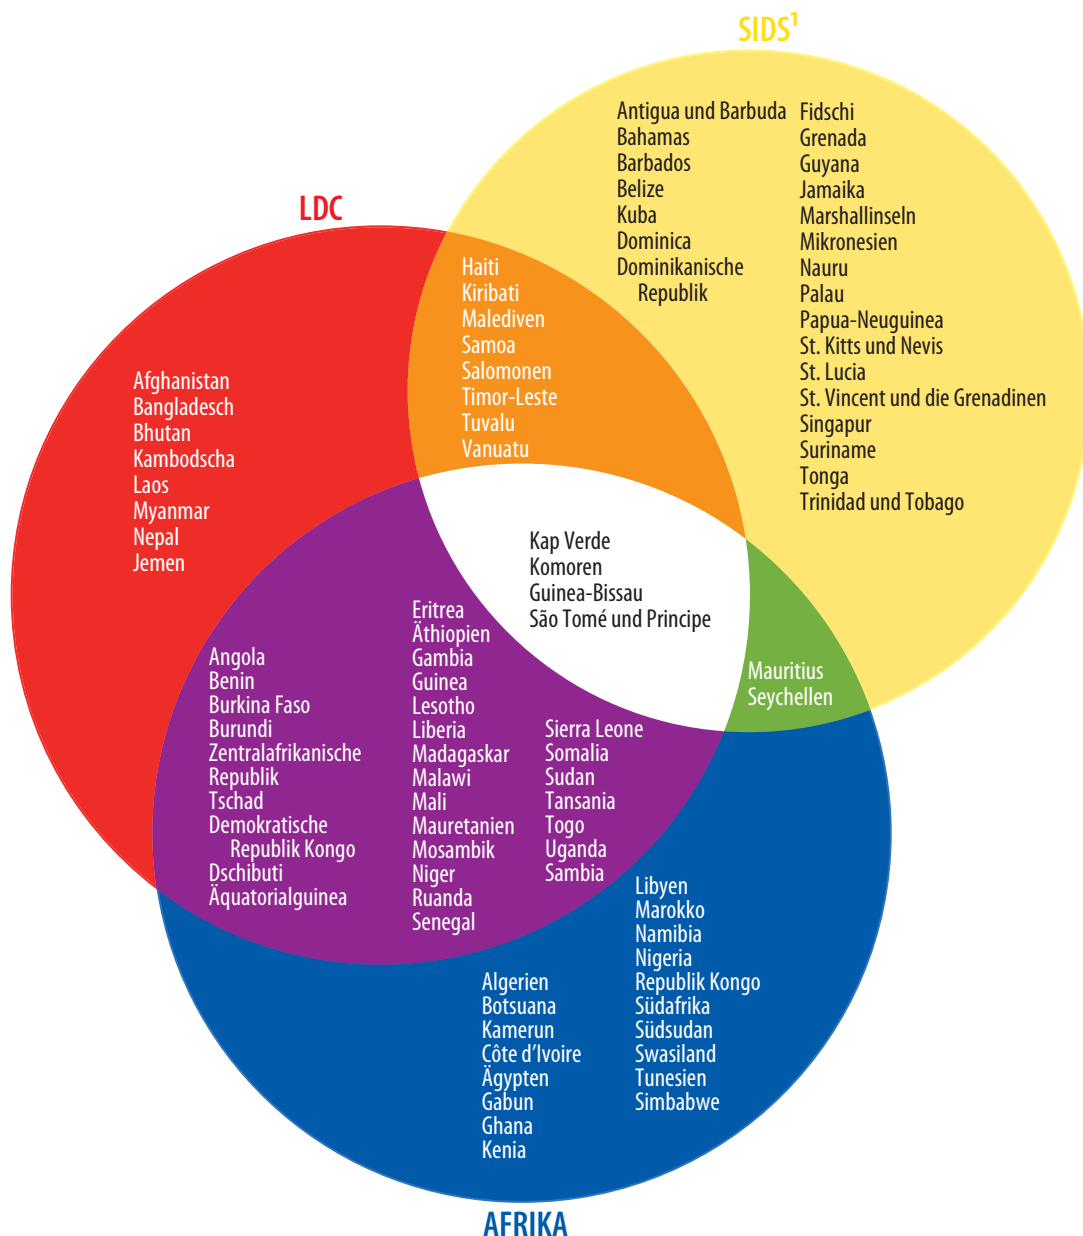 SIDS¹
Antigua und Barbuda
Bahamas
Barbados
Belize
Kuba
Dominica
Dominikanische
Republik
Fidschi
Grenada
Guyana
Jamaika
Marshallinseln
Mikronesien
Nauru
Palau
Papua-Neuguinea
St. Kitts und Nevis
St. Lucia
St. Vincent und die Grenadinen
Singapur
Suriname
Tonga
Trinidad und Tobago
LDC
Haiti
Kiribati
Malediven
Samoa
Salomonen
Timor-Leste
Tuvalu
Vanuatu
Afghanistan
Bangladesch
Bhutan
Kambodscha
Laos
Myanmar
Nepal
Jemen
Kap Verde
Komoren
Guinea-Bissau
São Tomé und Principe
Mauritius
Seychellen
Angola
Benin
Burkina Faso
Burundi
Zentralafrikanische
Republik
Tschad
Demokratische
Republik Kongo
Dschibuti
Äquatorialguinea
Eritrea
Äthiopien
Gambia
Guinea
Lesotho
Liberia
Madagaskar
Malawi
Mali
Mauretanien
Mosambik
Niger
Ruanda
Senegal
Sierra Leone
Somalia
Sudan
Tansania
Togo
Uganda
Sambia
Algerien
Botsuana
Kamerun
Côte d'Ivoire
Ägypten
Gabun
Ghana
Kenia
Libyen
Marokko
Namibia
Nigeria
Republik Kongo
Südafrika
Südsudan
Swasiland
Tunesien
Simbabwe
AFRIKA